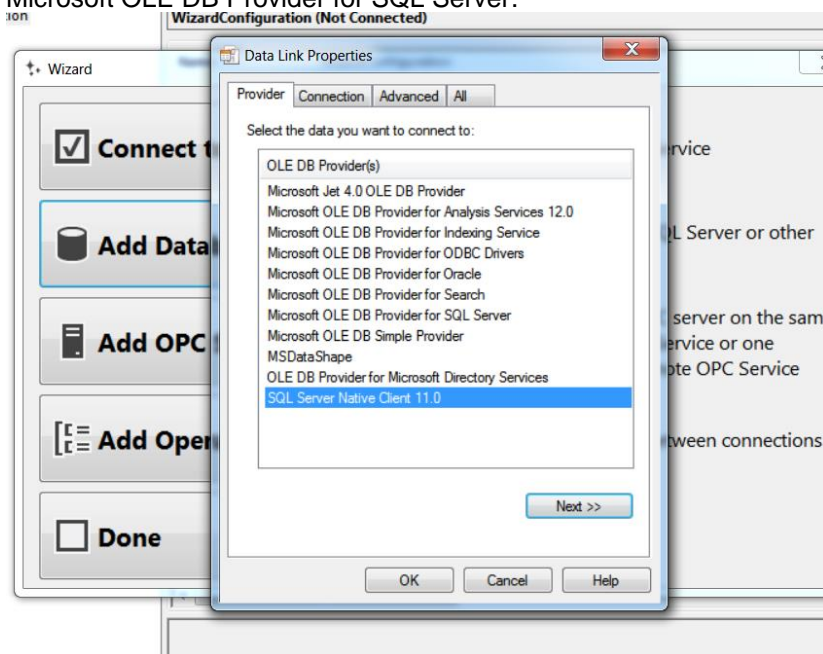 Microsoft OLE DB Provider for SQL Server.
WizardConfiguration (Not Connected)
Wizard
Data Link Properties
Provider Connection Advanced All
Select the data you want to connect to:
OLE DB Provider(s)
Microsoft Jet 4.0 OLE DB Provider
Microsoft OLE DB Provider for Analysis Services 12.0
Microsoft OLE DB Provider for Indexing Service
Microsoft OLE DB Provider for ODBC Drivers
Microsoft OLE DB Provider for Oracle
Microsoft OLE DB Provider for Search
Microsoft OLE DB Provider for SQL Server
Microsoft OLE DB Simple Provider
MSDataShape
OLE DB Provider for Microsoft Directory Services
SQL Server Native Client 11.0
Next >>
OK Cancel Help
Connect t
Add Data
Add OPC
Add Oper
Done
rvice
QL Server or other
server on the sam
ervice or one
ote OPC Service
tween connections